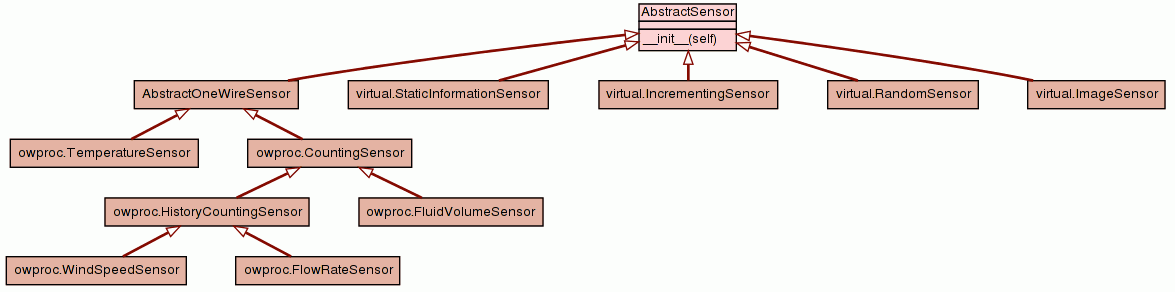 AbstractSensor
__init__(self)
AbstractOneWireSensor
virtual.StaticInformationSensor
virtual.IncrementingSensor
virtual.RandomSensor
virtual.ImageSensor
owproc.TemperatureSensor
owproc.CountingSensor
owproc.HistoryCountingSensor
owproc.FluidVolumeSensor
owproc.WindSpeedSensor
owproc.FlowRateSensor